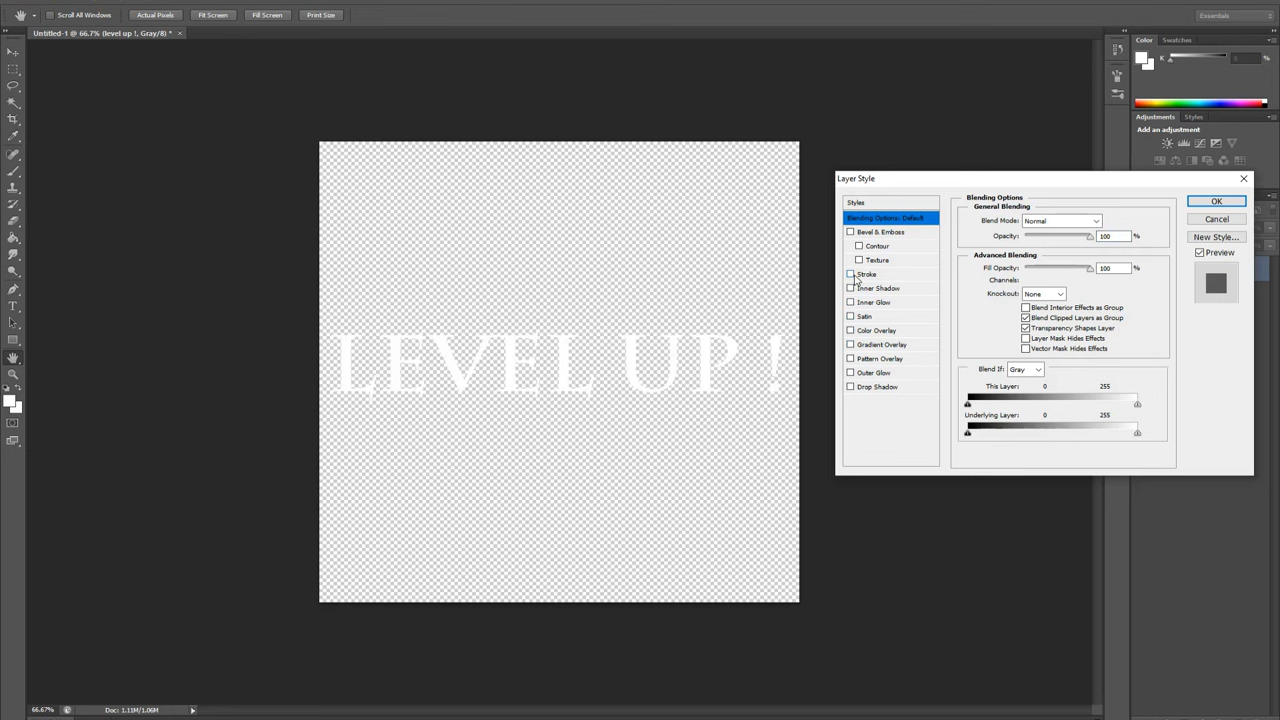 Scroll All Windows Actual Pixels Fit Screen Fill Screen Print Size Essentials
Untitled-1 @ 66.7% (level up !, Gray/8) * ×
Color Swatches
K %
Adjustments Styles
Add an adjustment
LEVEL UP !
Layer Style
Styles
Blending Options: Default
Bevel & Emboss
Contour
Texture
Stroke
Inner Shadow
Inner Glow
Satin
Color Overlay
Gradient Overlay
Pattern Overlay
Outer Glow
Drop Shadow
Blending Options
General Blending
Blend Mode: Normal
Opacity: 100 %
Advanced Blending
Fill Opacity: 100 %
Channels:
Knockout: None
Blend Interior Effects as Group
Blend Clipped Layers as Group
Transparency Shapes Layer
Layer Mask Hides Effects
Vector Mask Hides Effects
Blend If: Gray
This Layer: 0 255
Underlying Layer: 0 255
OK
Cancel
New Style...
Preview
66.67% Doc: 1.11M/1.06M